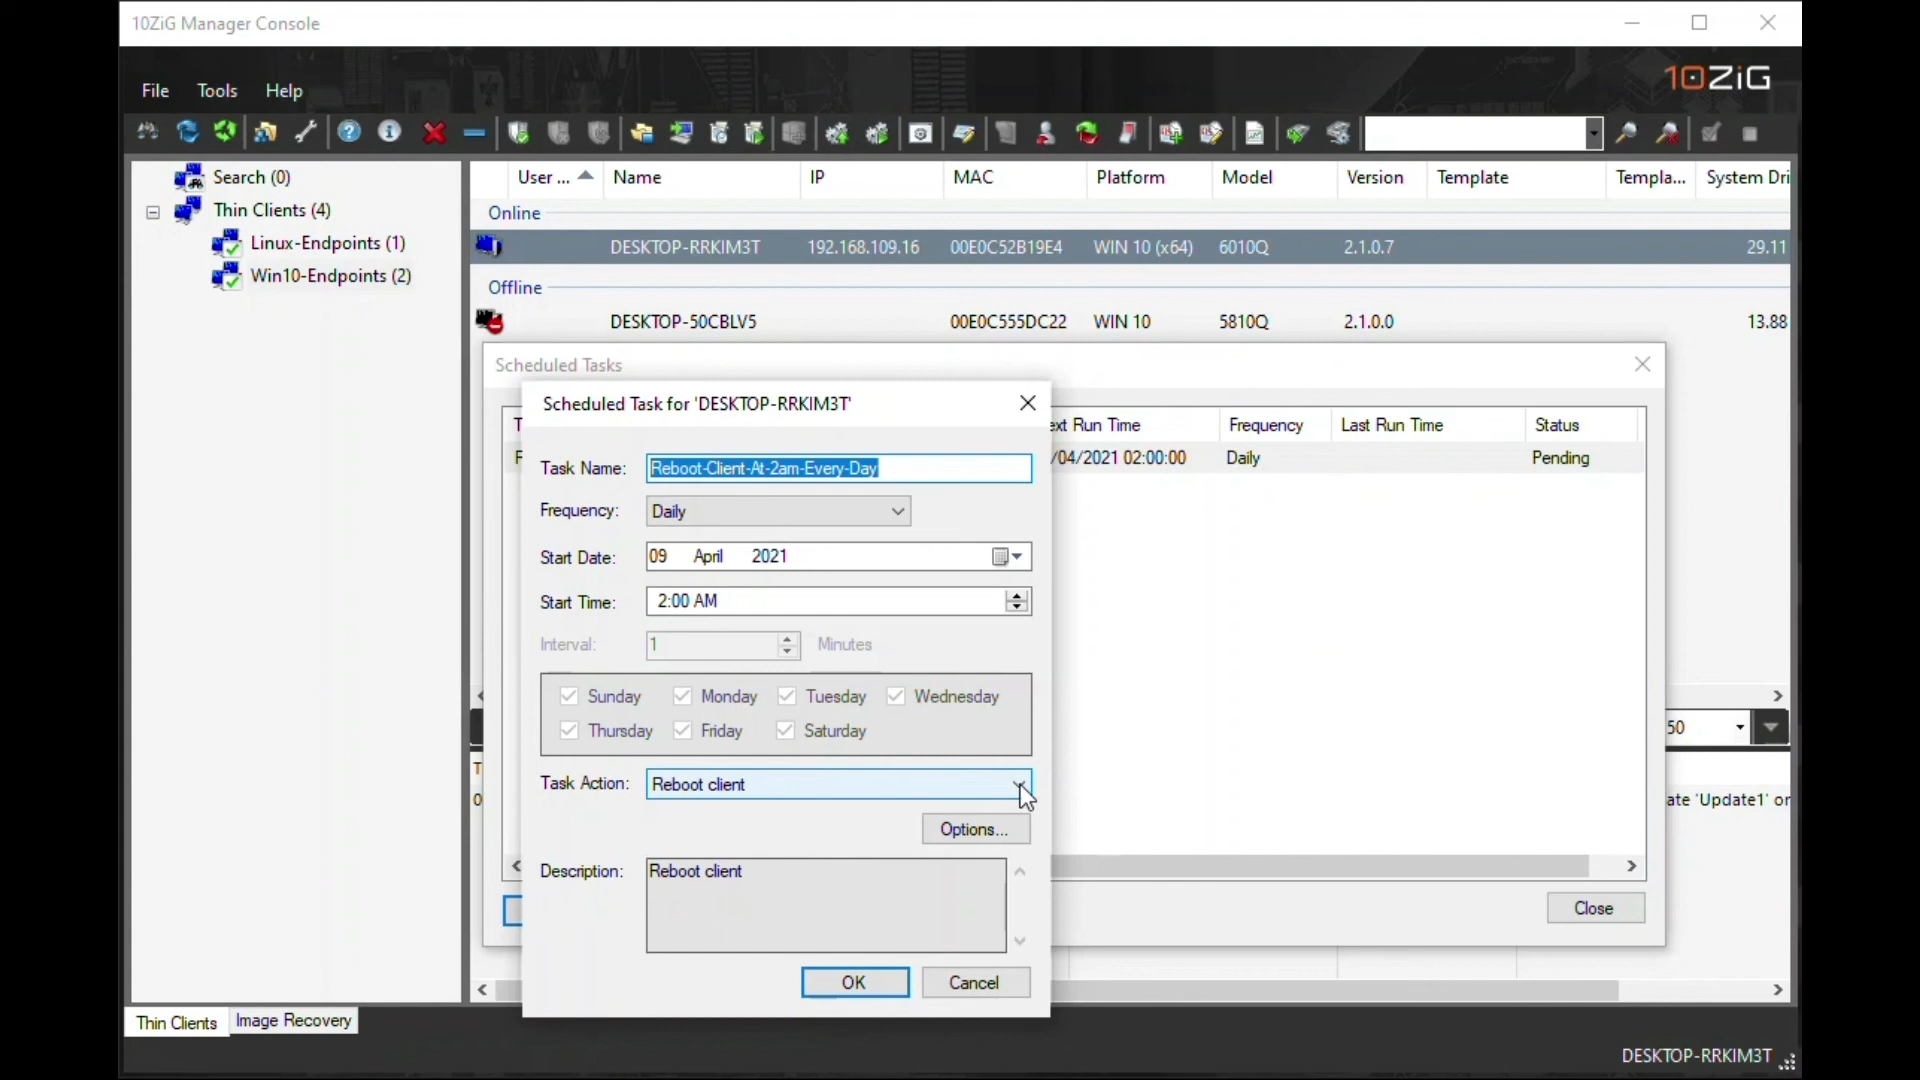 10ZiG Manager Console
File Tools Help
10ZiG
Search (0)
Thin Clients (4)
Linux-Endpoints (1)
Win10-Endpoints (2)
User ... Name IP MAC Platform Model Version Template Templa... System Dri
Online
DESKTOP-RRKIM3T 192.168.109.16 00E0C52B19E4 WIN 10 (x64) 6010Q 2.1.0.7 29.11
Offline
DESKTOP-50CBLV5 00E0C555DC22 WIN 10 5810Q 2.1.0.0 13.88
Scheduled Tasks
Scheduled Task for 'DESKTOP-RRKIM3T'
T ext Run Time Frequency Last Run Time Status
/04/2021 02:00:00 Daily Pending
Task Name: Reboot-Client-At-2am-Every-Day
Frequency: Daily
Start Date: 09 April 2021
Start Time: 2:00 AM
Interval: 1 Minutes
Sunday Monday Tuesday Wednesday
Thursday Friday Saturday
50
Task Action: Reboot client
ate 'Update1' or
Options...
Description: Reboot client
Close
OK Cancel
Thin Clients Image Recovery
DESKTOP-RRKIM3T